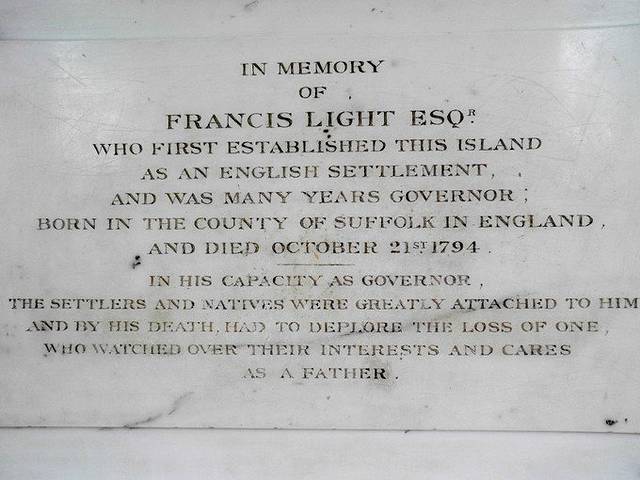 IN MEMORY
OF
FRANCIS LIGHT ESQR.
WHO FIRST ESTABLISHED THIS ISLAND
AS AN ENGLISH SETTLEMENT,
AND WAS MANY YEARS GOVERNOR;
BORN IN THE COUNTY OF SUFFOLK IN ENGLAND,
AND DIED OCTOBER 21ST 1794.
IN HIS CAPACITY AS GOVERNOR,
THE SETTLERS AND NATIVES WERE GREATLY ATTACHED TO HIM
AND BY HIS DEATH, HAD TO DEPLORE THE LOSS OF ONE,
WHO WATCHED OVER THEIR INTERESTS AND CARES
AS A FATHER.